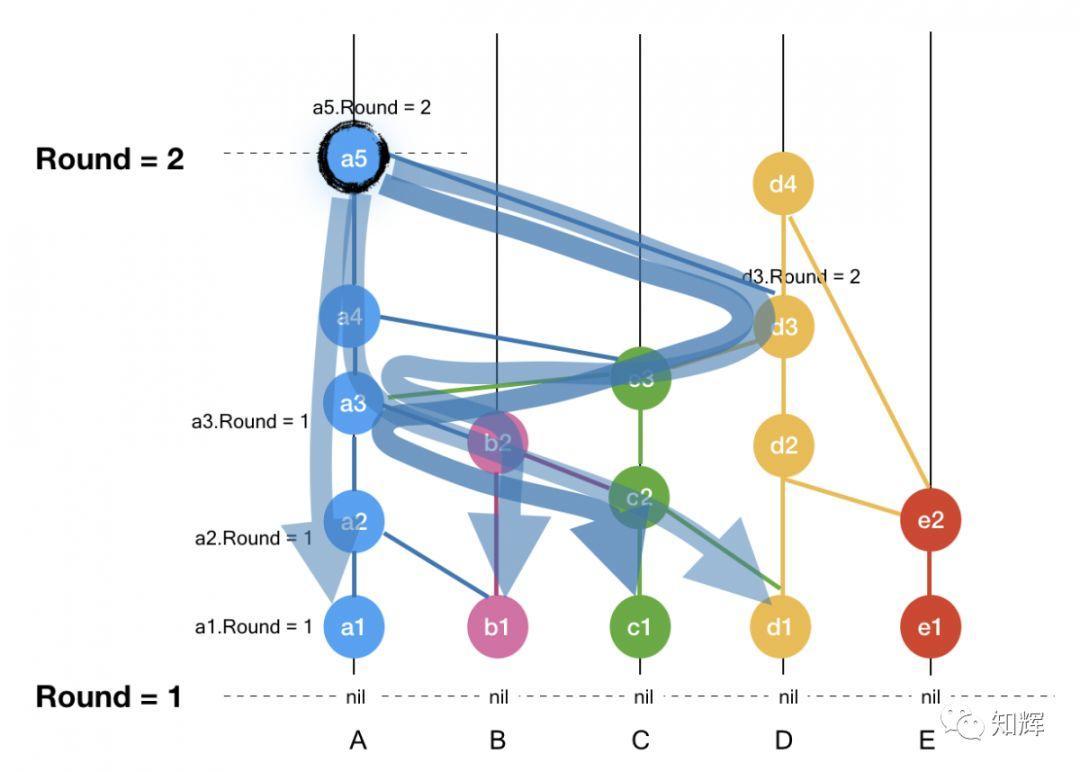 a5.Round = 2
Round = 2
a5
d4
d3.Round = 2
a4
d3
c3
a3
a3.Round = 1
b2
d2
c2
a2
e2
a2.Round = 1
a1.Round = 1
a1
b1
c1
d1
e1
Round = 1
nil
nil
nil
nil
nil
A
B
C
D
E
知辉